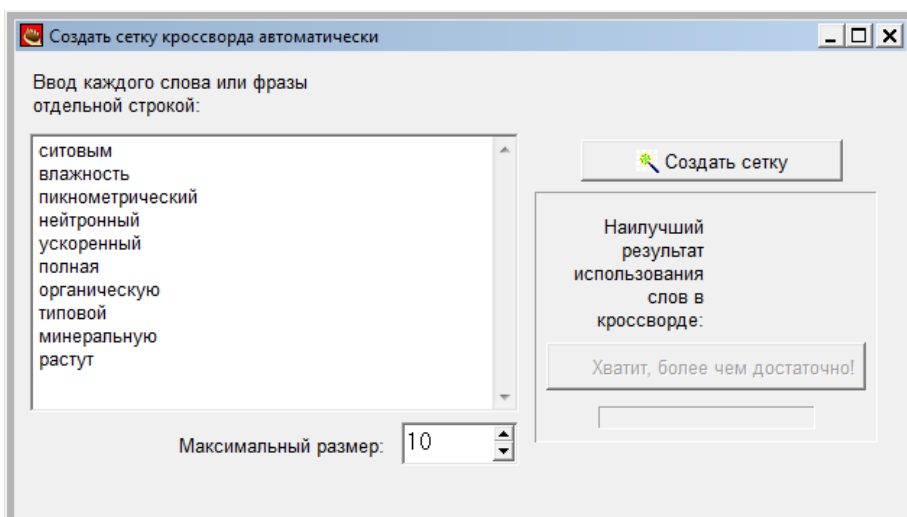 Создать сетку кроссворда автоматически
Ввод каждого слова или фразы
отдельной строкой:
ситовым
влажность
пикнометрический
нейтронный
ускоренный
полная
органическую
типовой
минеральную
растут
Максимальный размер: 10
Создать сетку
Наилучший
результат
использования
слов в
кроссворде:
Хватит, более чем достаточно!